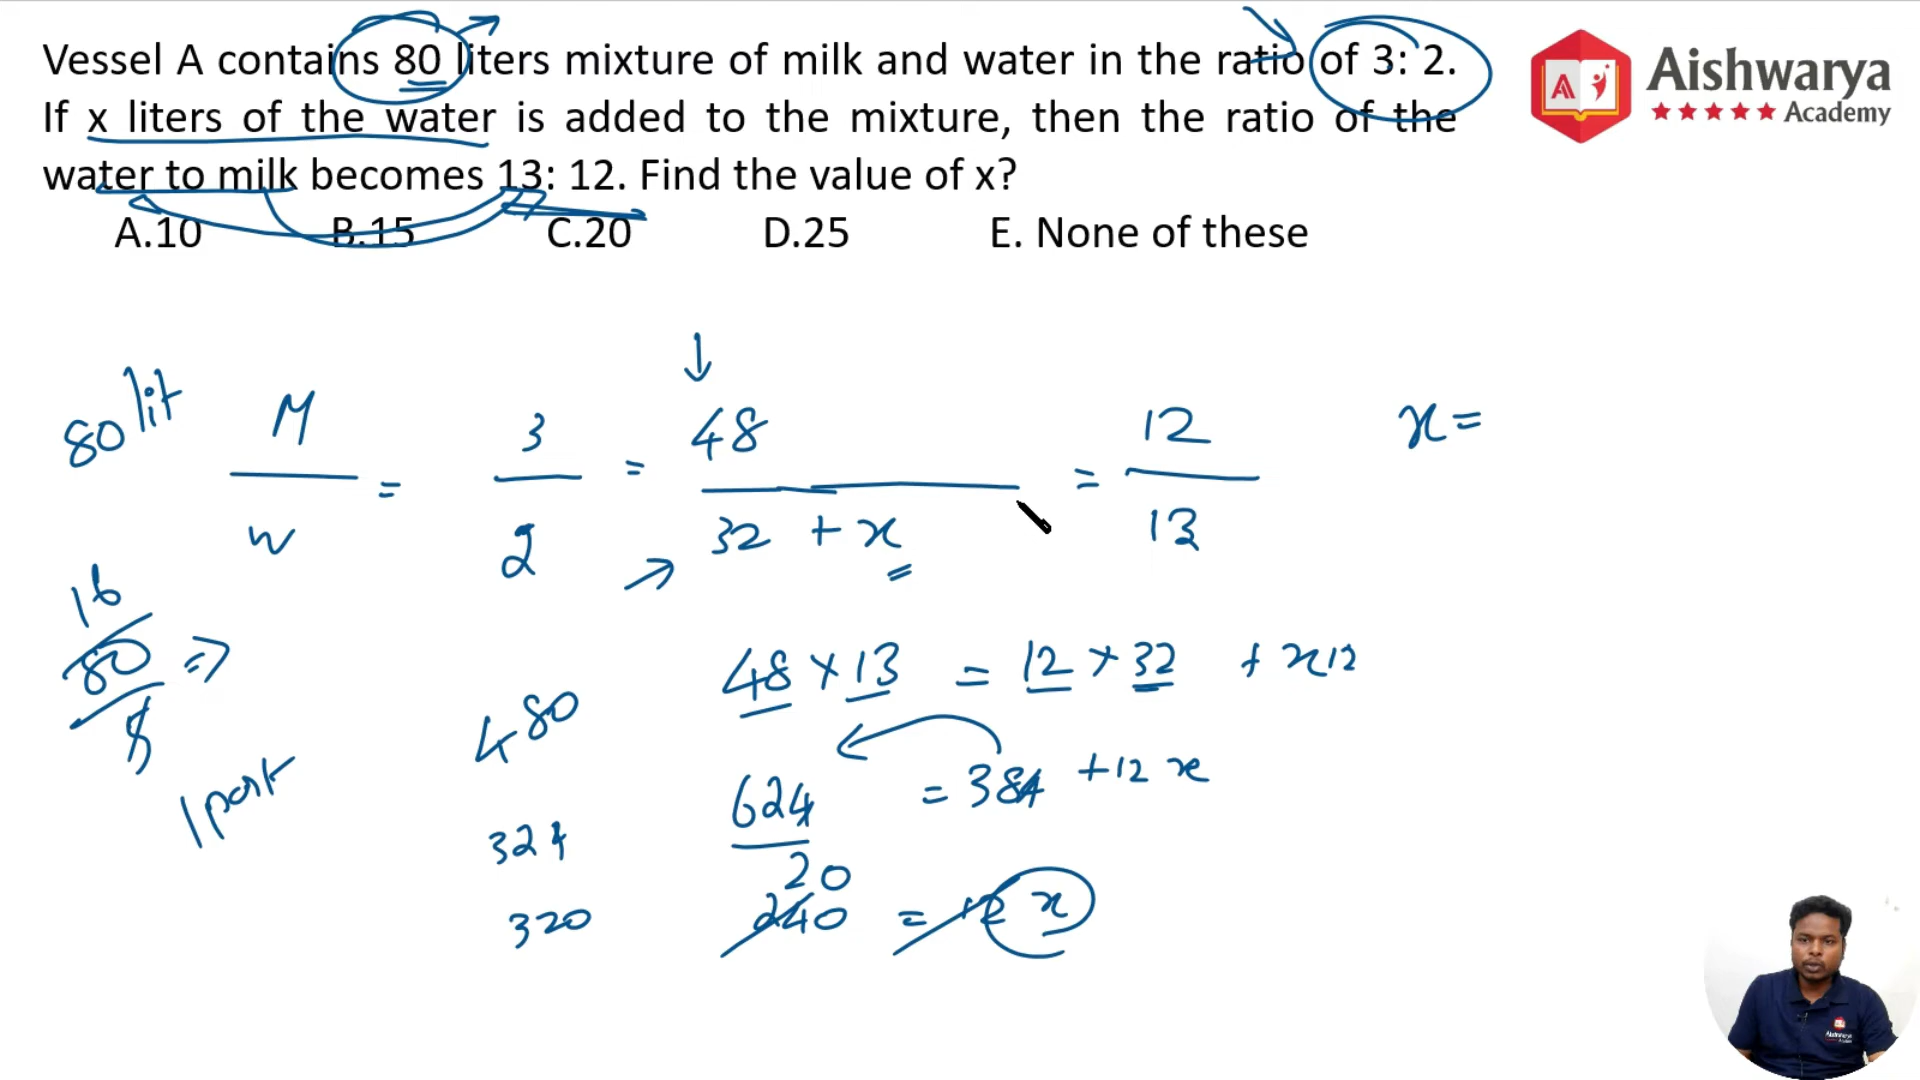 Vessel A contains 80 liters mixture of milk and water in the ratio of 3: 2.
If x liters of the water is added to the mixture, then the ratio of the
water to milk becomes 13: 12. Find the value of x?
A.10 B.15 C.20 D.25 E. None of these
Aishwarya
Academy
80 lit
M
w
=
3
2
=
48
32 + x
=
12
13
x =
16
80
5
⇒
1 part
48 × 13 = 12 × 32 + x12
480
624 = 384 + 12 x
324
20
320
240 = 12 x